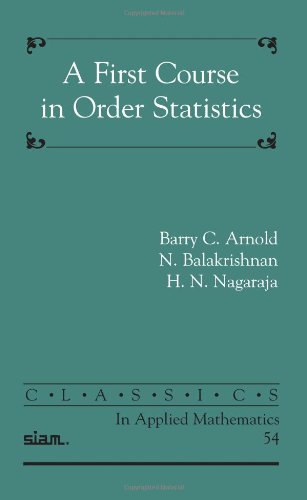 A First Course
in Order Statistics
Barry C. Arnold
N. Balakrishnan
H. N. Nagaraja
C•L•A•S•S•I•C•S
In Applied Mathematics
siam.
54